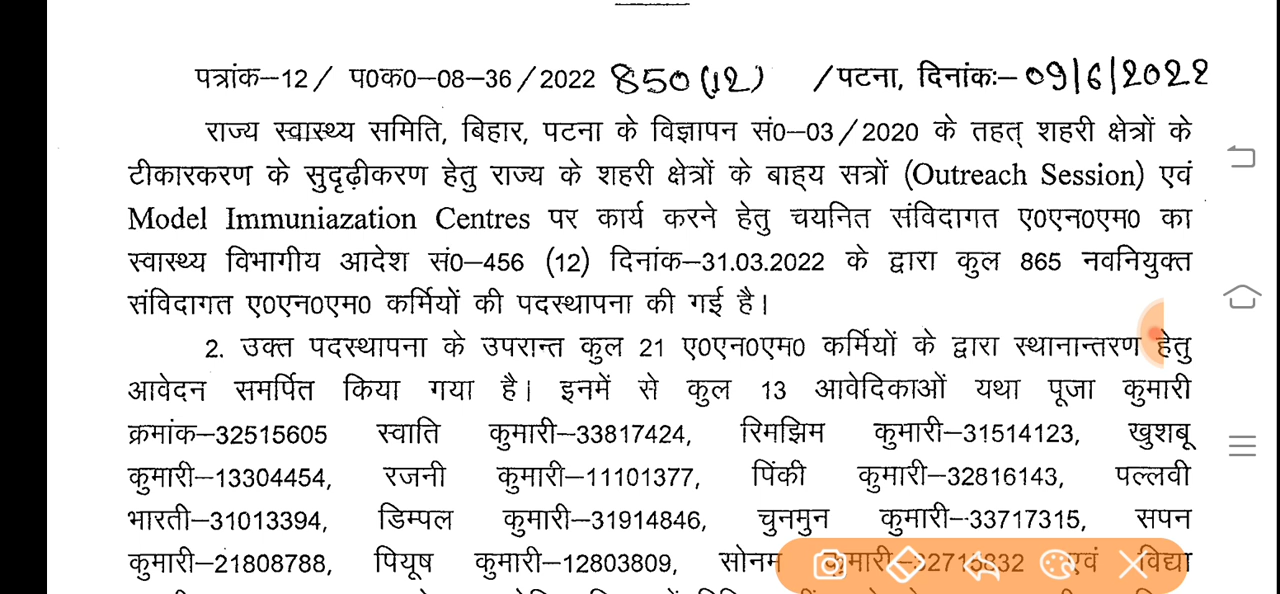 पत्रांक–12 / प0क0–08–36 / 2022 850(12) / पटना, दिनांकः– 09/6/2022
राज्य स्वास्थ्य समिति, बिहार, पटना के विज्ञापन सं0–03 / 2020 के तहत् शहरी क्षेत्रों के
टीकारकरण के सुदृढ़ीकरण हेतु राज्य के शहरी क्षेत्रों के बाह्य सत्रों (Outreach Session) एवं
Model Immuniazation Centres पर कार्य करने हेतु चयनित संविदागत ए0एन0एम0 का
स्वास्थ्य विभागीय आदेश सं0–456 (12) दिनांक–31.03.2022 के द्वारा कुल 865 नवनियुक्त
संविदागत ए0एन0एम0 कर्मियों की पदस्थापना की गई है।
2. उक्त पदस्थापना के उपरान्त कुल 21 ए0एन0एम0 कर्मियों के द्वारा स्थानान्तरण हेतु
आवेदन समर्पित किया गया है। इनमें से कुल 13 आवेदिकाओं यथा पूजा कुमारी
क्रमांक–32515605 स्वाति कुमारी–33817424, रिमझिम कुमारी–31514123, खुशबू
कुमारी–13304454, रजनी कुमारी–11101377, पिंकी कुमारी–32816143, पल्लवी
भारती–31013394, डिम्पल कुमारी–31914846, चुनमुन कुमारी–33717315, सपन
कुमारी–21808788, पियूष कुमारी–12803809, सोनम कुमारी एवं विद्या